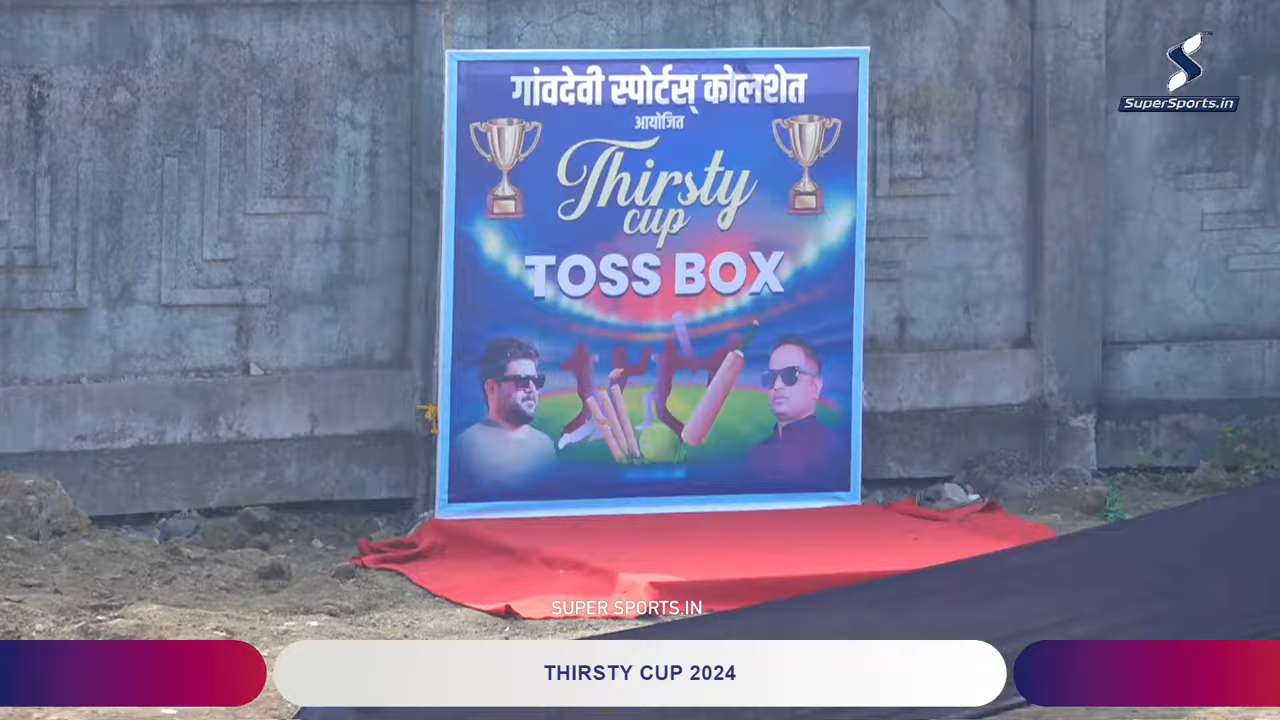 गांवदेवी स्पोर्टस् कोलशेत
आयोजित
Thirsty
cup
TOSS BOX
SuperSports.in
SUPER SPORTS.IN
THIRSTY CUP 2024